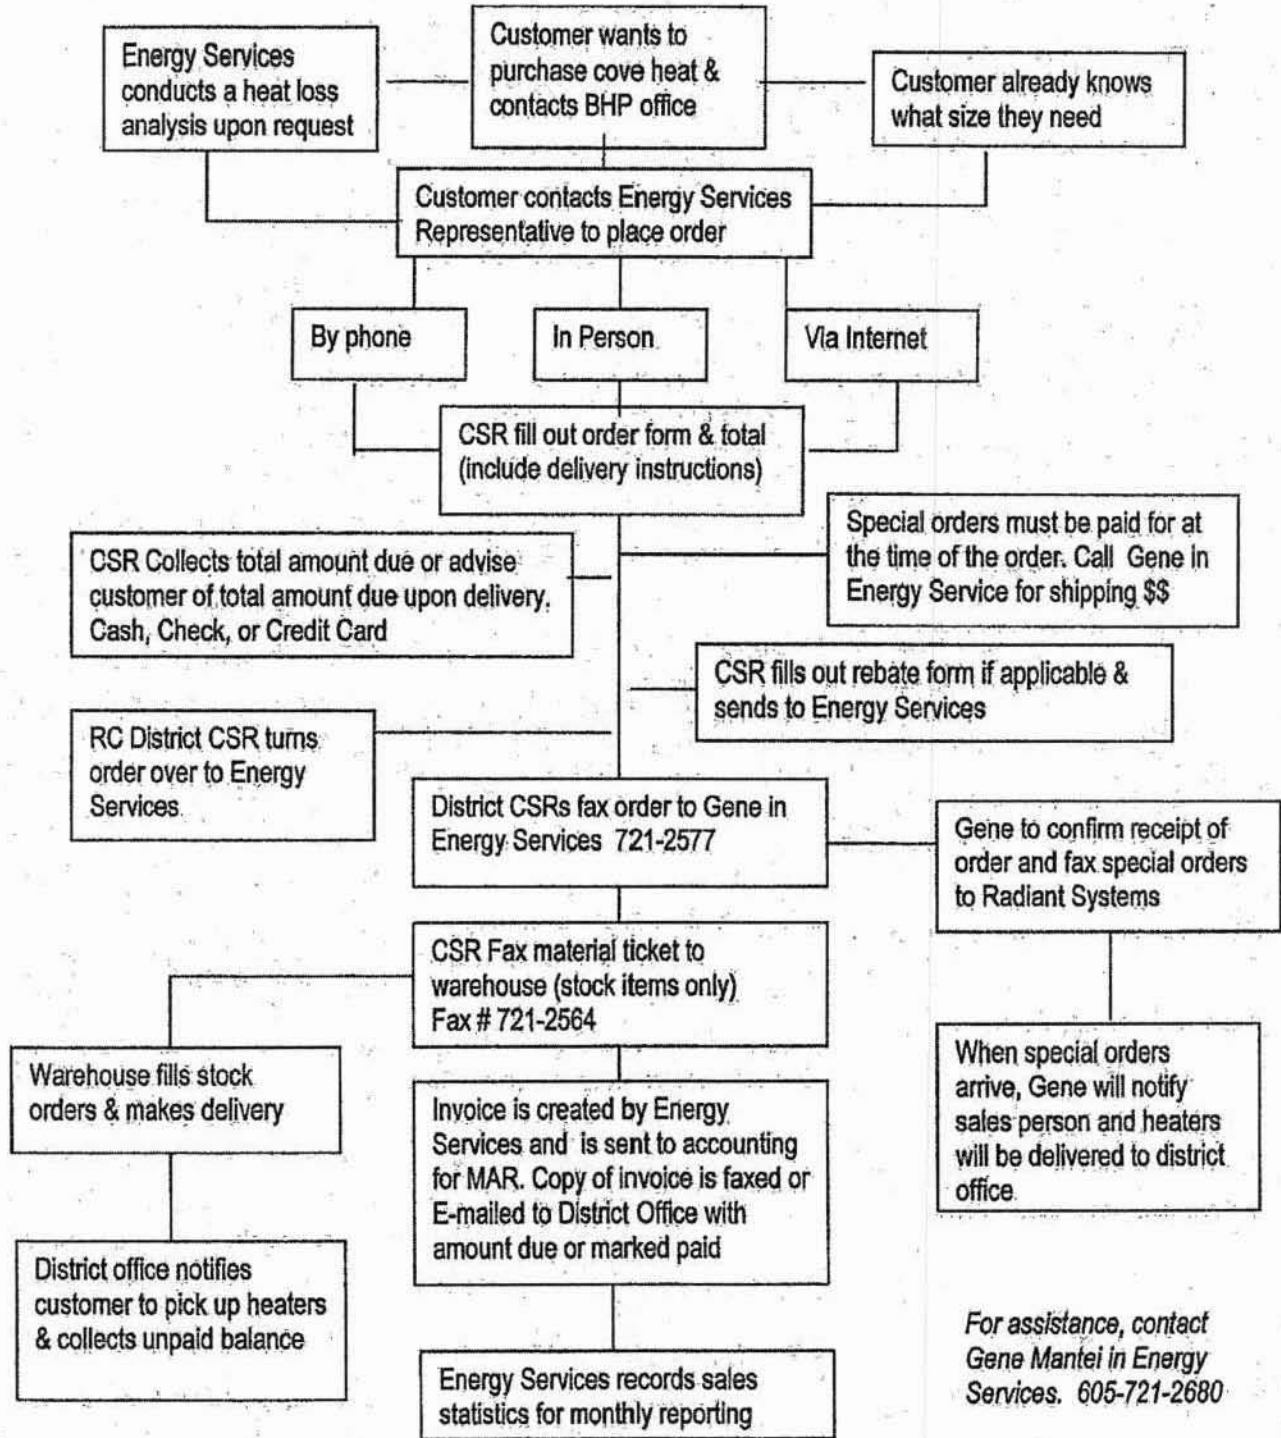 Energy Services
conducts a heat loss
analysis upon request
Customer wants to
purchase cove heat &
contacts BHP office
Customer already knows
what size they need
Customer contacts Energy Services
Representative to place order
By phone
In Person
Via Internet
CSR fill out order form & total
(include delivery instructions)
Special orders must be paid for at
the time of the order. Call Gene in
Energy Service for shipping $$
CSR Collects total amount due or advise
customer of total amount due upon delivery.
Cash, Check, or Credit Card
CSR fills out rebate form if applicable &
sends to Energy Services
RC District CSR turns
order over to Energy
Services.
District CSRs fax order to Gene in
Energy Services 721-2577
Gene to confirm receipt of
order and fax special orders
to Radiant Systems
CSR Fax material ticket to
warehouse (stock items only)
Fax # 721-2564
When special orders
arrive, Gene will notify
sales person and heaters
will be delivered to district
office.
Warehouse fills stock
orders & makes delivery
Invoice is created by Energy
Services and is sent to accounting
for MAR. Copy of invoice is faxed or
E-mailed to District Office with
amount due or marked paid
District office notifies
customer to pick up heaters
& collects unpaid balance
Energy Services records sales
statistics for monthly reporting
For assistance, contact
Gene Mantei in Energy
Services. 605-721-2680